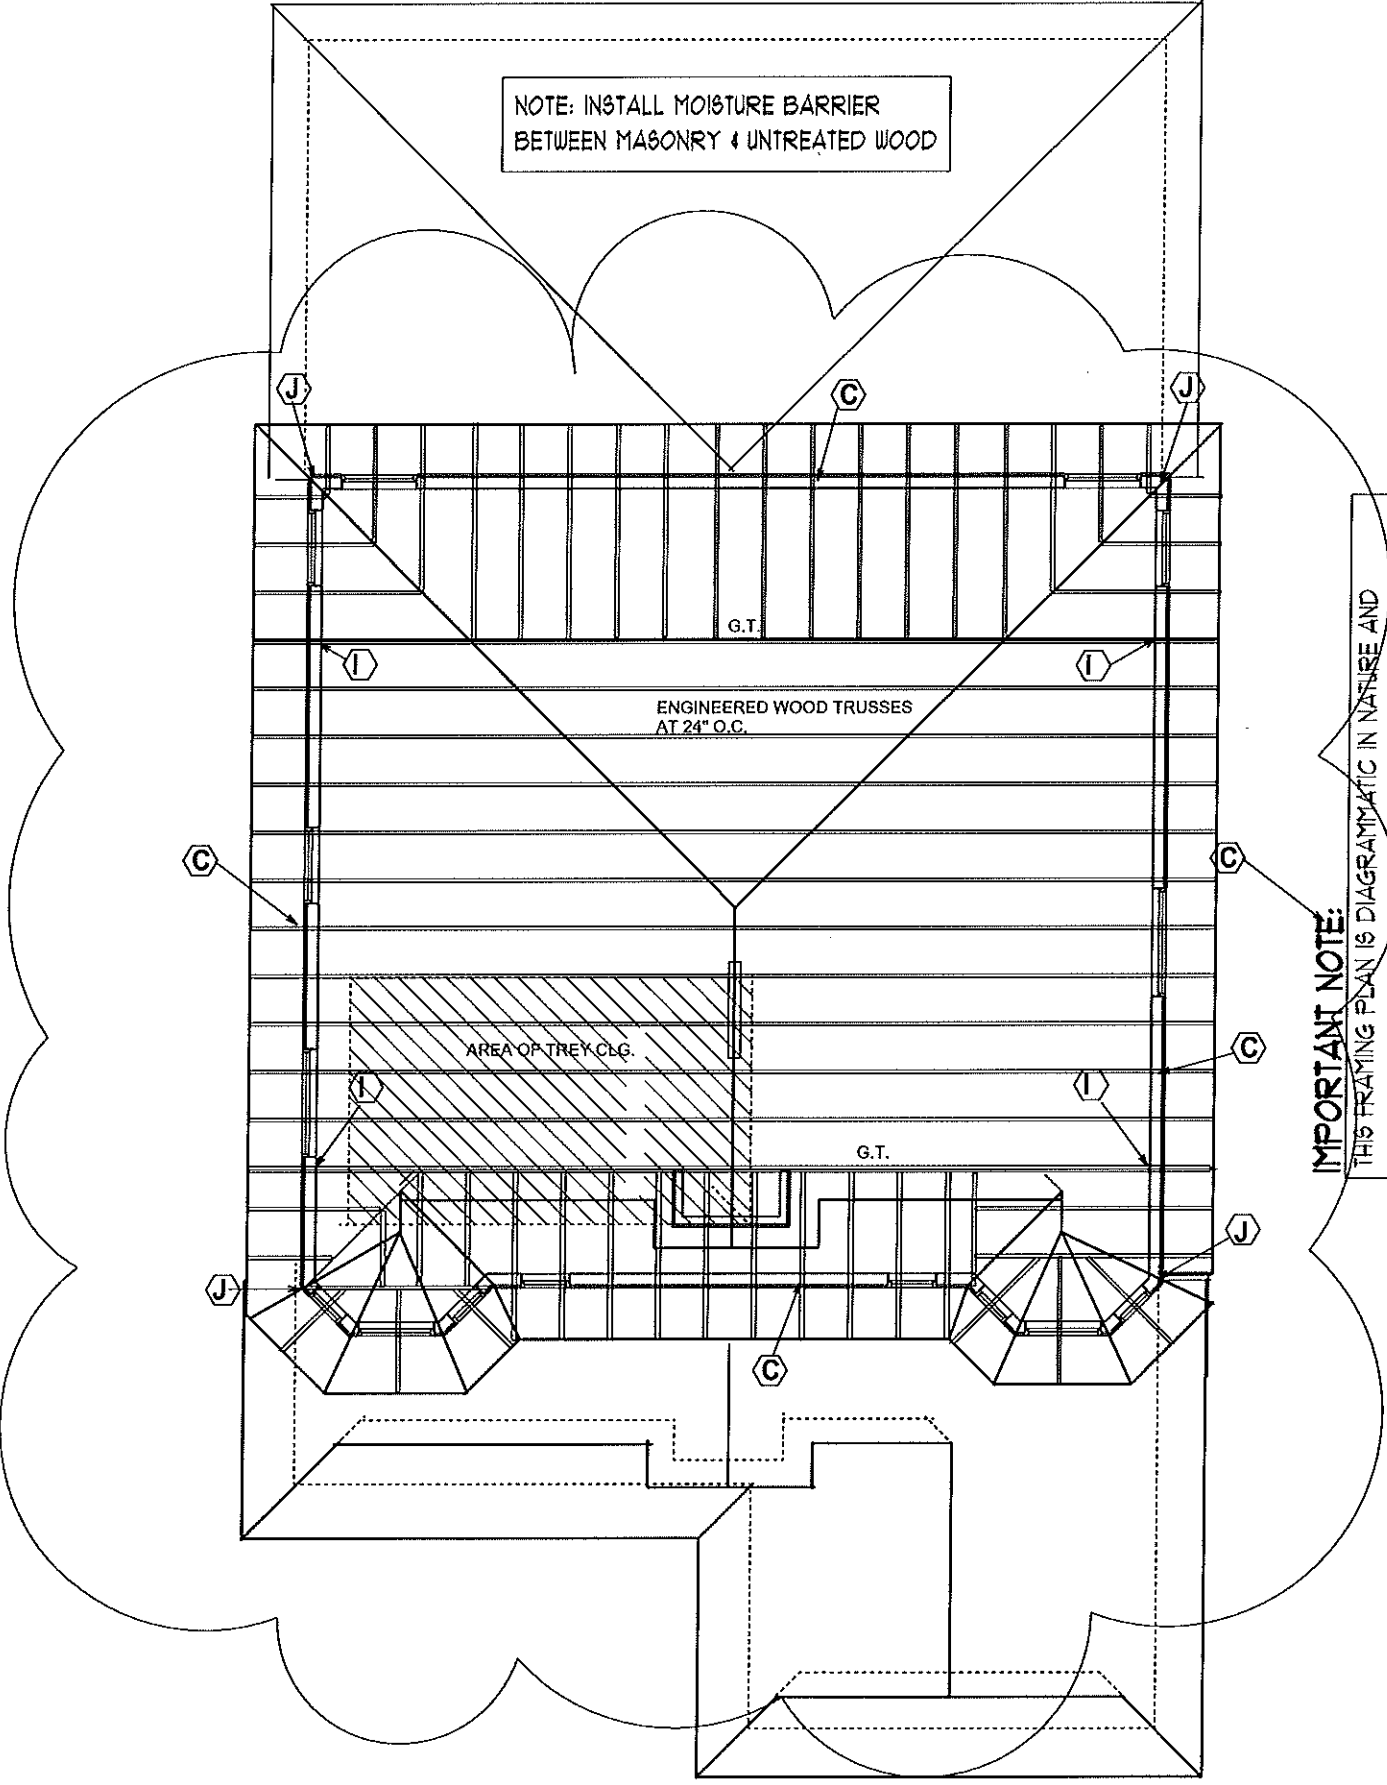 NOTE: INSTALL MOISTURE BARRIER
BETWEEN MASONRY & UNTREATED WOOD
J
C
J
G.T.
I
I
ENGINEERED WOOD TRUSSES
AT 24" O.C.
C
C
IMPORTANT NOTE:
THIS FRAMING PLAN IS DIAGRAMMATIC IN NATURE AND
AREA OF TREY CLG.
C
I
I
G.T.
J
J
C